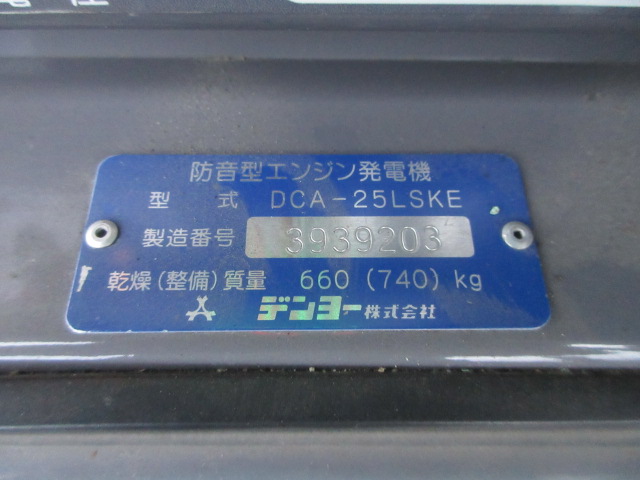 防音型エンジン発電機
型 式 DCA-25LSKE
製造番号 3939203
乾燥(整備)質量 660 (740) kg
デンヨー株式会社